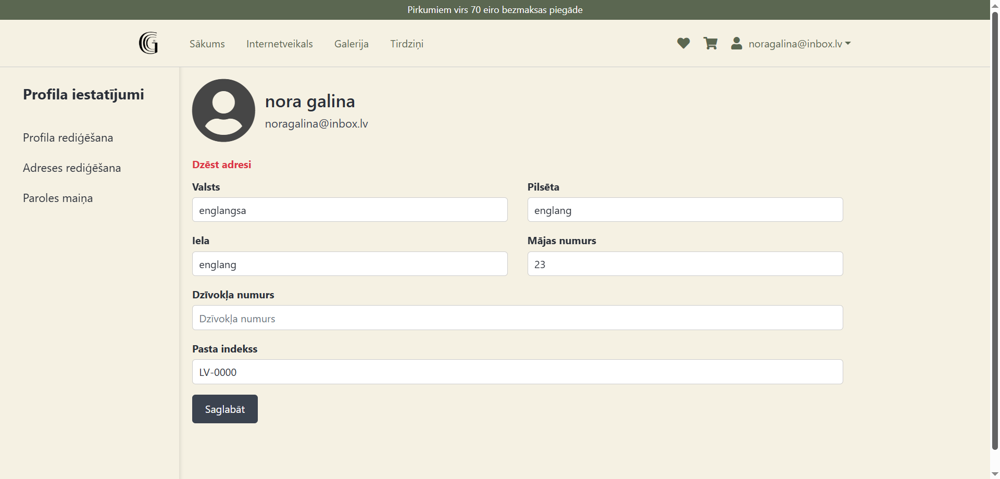 Pirkumiem virs 70 eiro bezmaksas piegāde
Sākums Internetveikals Galerija Tirdziņi noragalina@inbox.lv
Profila iestatījumi
Profila rediģēšana
Adreses rediģēšana
Paroles maiņa
nora galina
noragalina@inbox.lv
Dzēst adresi
Valsts Pilsēta
englangsa englang
Iela Mājas numurs
englang 23
Dzīvokļa numurs
Dzīvokļa numurs
Pasta indekss
LV-0000
Saglabāt